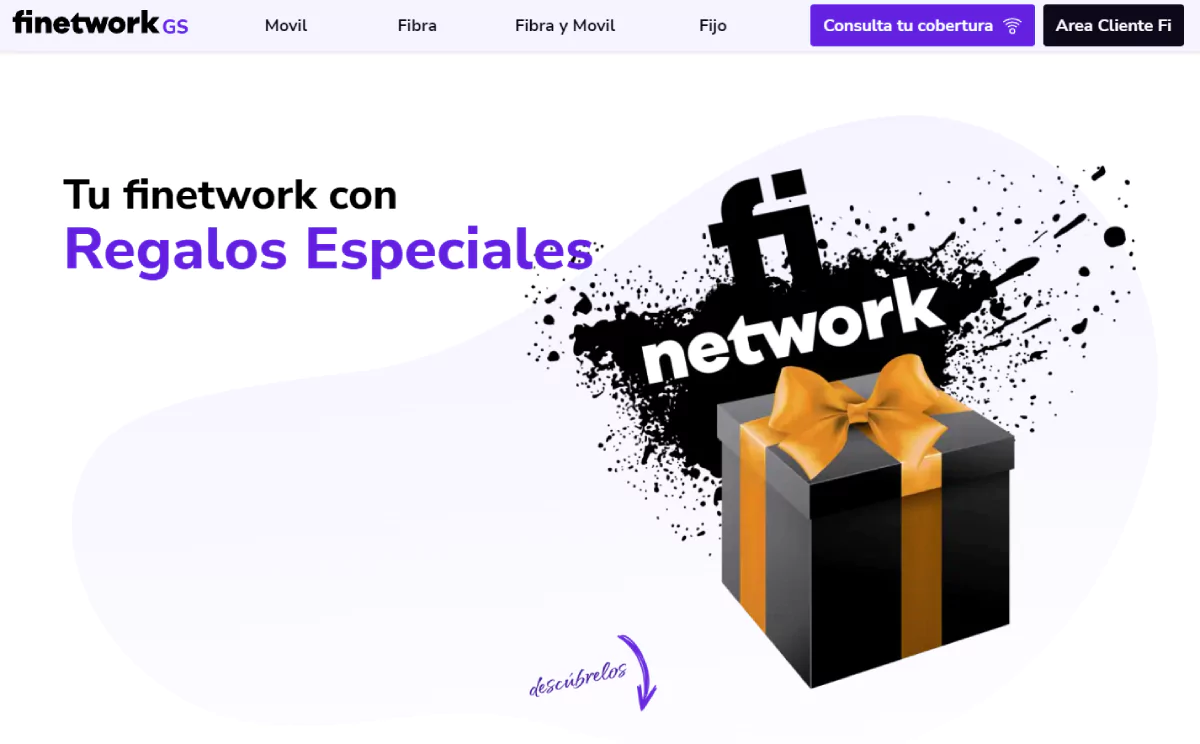 finetwork GS
Movil
Fibra
Fibra y Movil
Fijo
Consulta tu cobertura
Area Cliente Fi
Tu finetwork con
Regalos Especiales
fi
network
descúbrelos